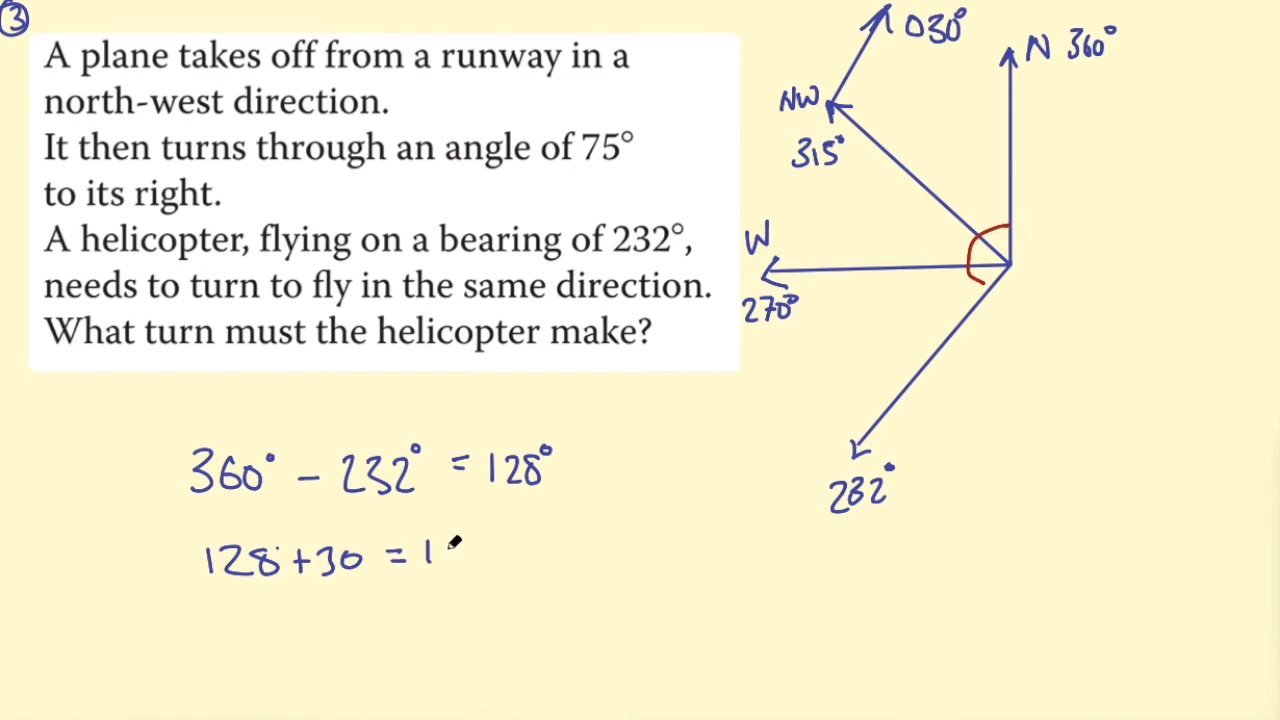 3
A plane takes off from a runway in a
north-west direction.
It then turns through an angle of 75°
to its right.
A helicopter, flying on a bearing of 232°,
needs to turn to fly in the same direction.
What turn must the helicopter make?
030°
N 360°
NW
315°
W
270°
232°
360° - 232° = 128°
128 + 30 = 1